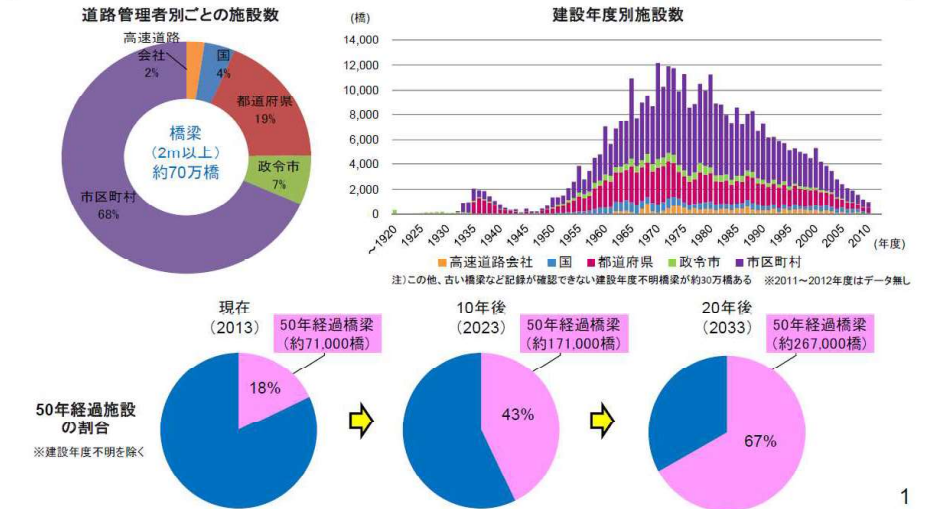 道路管理者別ごとの施設数
高速道路
会社
2%
国
4%
都道府県
19%
政令市
7%
市区町村
68%
橋梁
（2m以上）
約70万橋
建設年度別施設数
(橋)
14,000
12,000
10,000
8,000
6,000
4,000
2,000
0
～1920
1925
1930
1935
1940
1945
1950
1955
1960
1965
1970
1975
1980
1985
1990
1995
2000
2005
2010
(年度)
高速道路会社 国 都道府県 政令市 市区町村
注）この他、古い橋梁など記録が確認できない建設年度不明橋梁が約30万橋ある ※2011～2012年度はデータ無し
50年経過施設
の割合
※建設年度不明を除く
現在
（2013）
50年経過橋梁
（約71,000橋）
18%
10年後
（2023）
50年経過橋梁
（約171,000橋）
43%
20年後
（2033）
50年経過橋梁
（約267,000橋）
67%
1